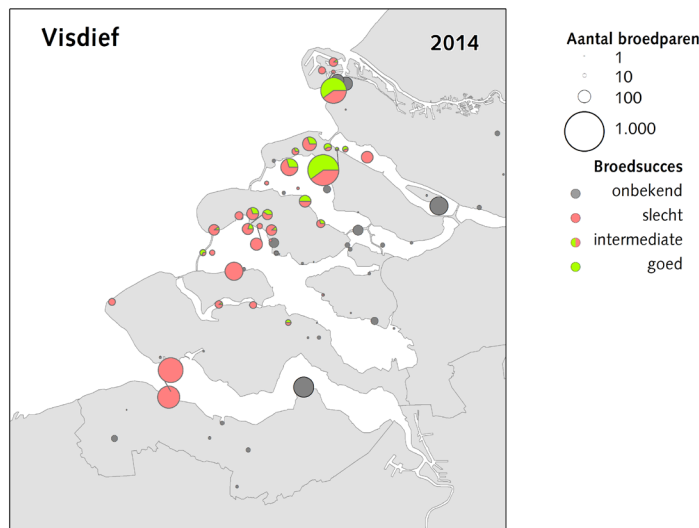 Visdief
2014
Aantal broedparen
1
10
100
1.000
Broedsucces
onbekend
slecht
intermediate
goed